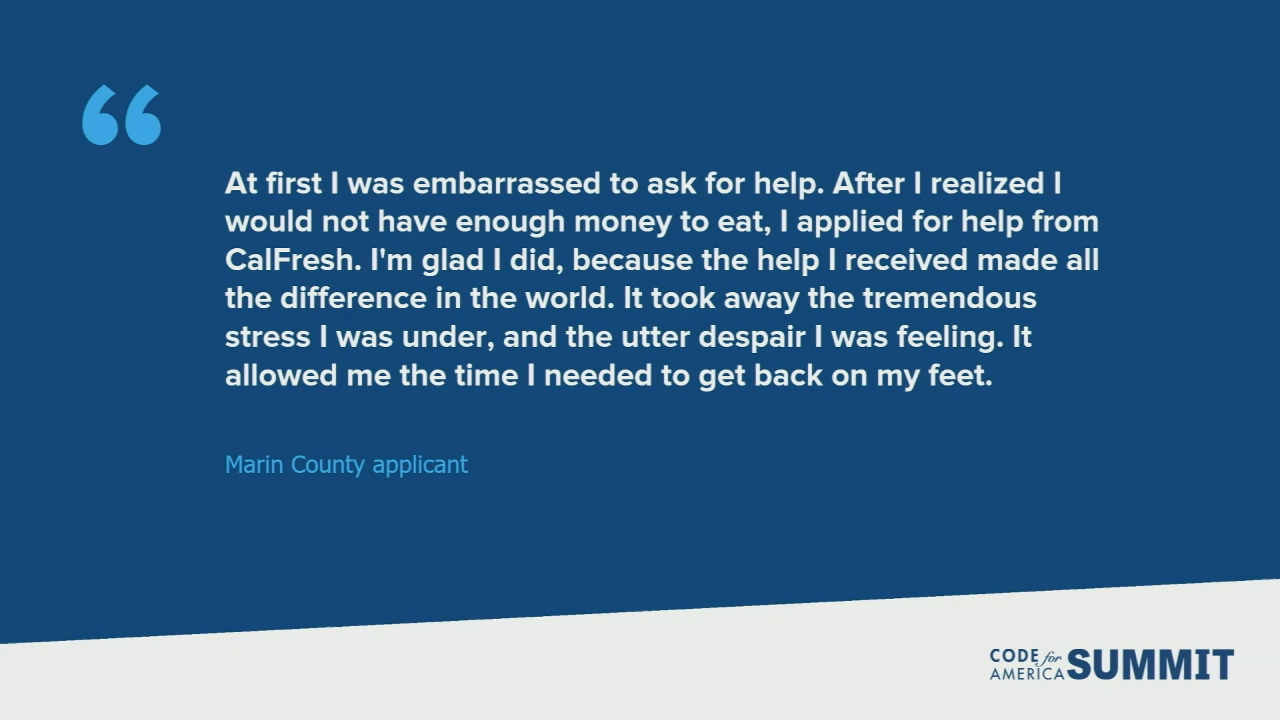 “
At first I was embarrassed to ask for help. After I realized I
would not have enough money to eat, I applied for help from
CalFresh. I'm glad I did, because the help I received made all
the difference in the world. It took away the tremendous
stress I was under, and the utter despair I was feeling. It
allowed me the time I needed to get back on my feet.
Marin County applicant
CODE for
AMERICA SUMMIT